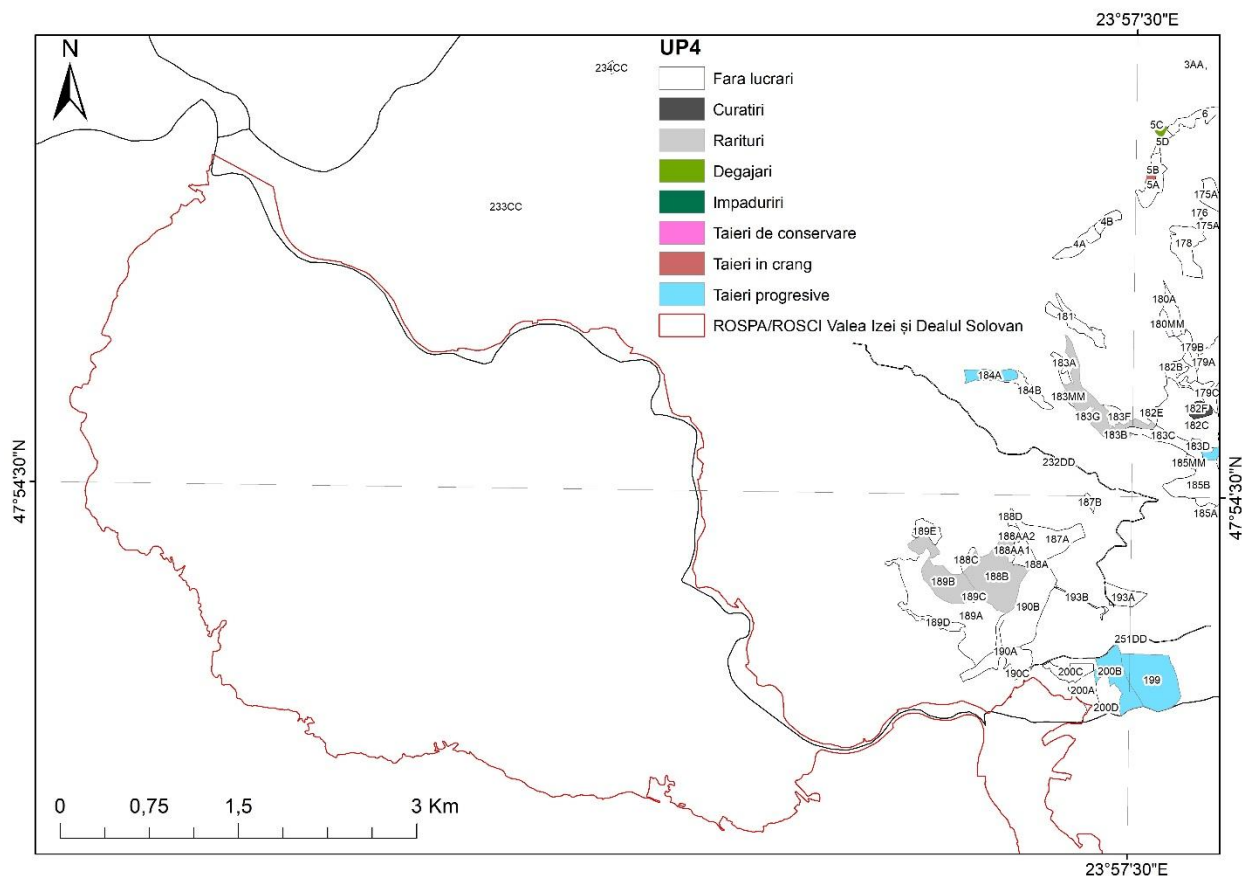 23°57'30"E
N
UP4
Fara lucrari
Curatiri
Rarituri
Degajari
Impaduriri
Taieri de conservare
Taieri in crang
Taieri progresive
ROSPA/ROSCI Valea Izei și Dealul Solovan
234CC
3AA,
6
5C
5D
5B
5A
175A
176
175A
233CC
4B
4A
178
180A
181
180MM
179B
183A
182B
179A
184A
184B
183MM
179C
182F
183G
183F
182E
182C
183B
183C
183D
47°54'30"N
232DD
185MM
185B
187B
185A
47°54'30"N
188D
189E
188AA2
187A
188AA1
188C
188A
189B
188B
189C
193B
193A
190B
189A
189D
251DD
190A
190C
200C
200B
199
200A
200D
0
0,75
1,5
3 Km
23°57'30"E